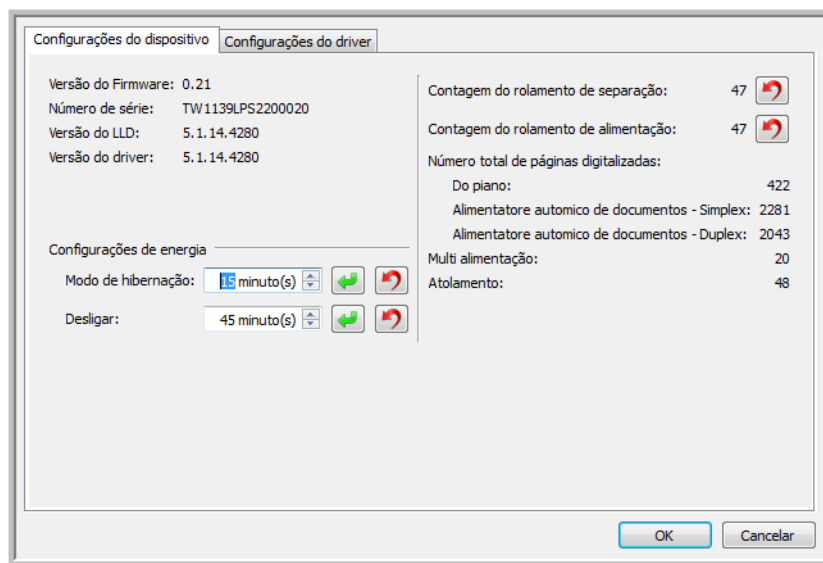 Configurações do dispositivo
Configurações do driver
Versão do Firmware: 0.21
Número de série: TW1139LPS2200020
Versão do LLD: 5.1.14.4280
Versão do driver: 5.1.14.4280
Configurações de energia
Modo de hibernação: 15 minuto(s)
Desligar: 45 minuto(s)
Contagem do rolamento de separação: 47
Contagem do rolamento de alimentação: 47
Número total de páginas digitalizadas:
Do piano: 422
Alimentatore automico de documentos - Simplex: 2281
Alimentatore automico de documentos - Duplex: 2043
Multi alimentação: 20
Atolamento: 48
OK
Cancelar